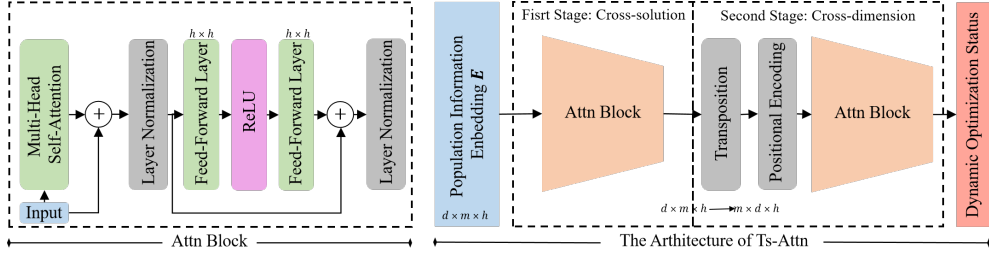 Multi-Head
Self-Attention
Input
+
Layer Normalization
h × h
Feed-Forward Layer
ReLU
h × h
Feed-Forward Layer
+
Layer Normalization
Attn Block
Population Information
Embedding E
d × m × h
Fisrt Stage: Cross-solution
Attn Block
Second Stage: Cross-dimension
Transposition
Positional Encoding
Attn Block
d × m × h
m × d × h
Dynamic Optimization Status
The Arthitecture of Ts-Attn